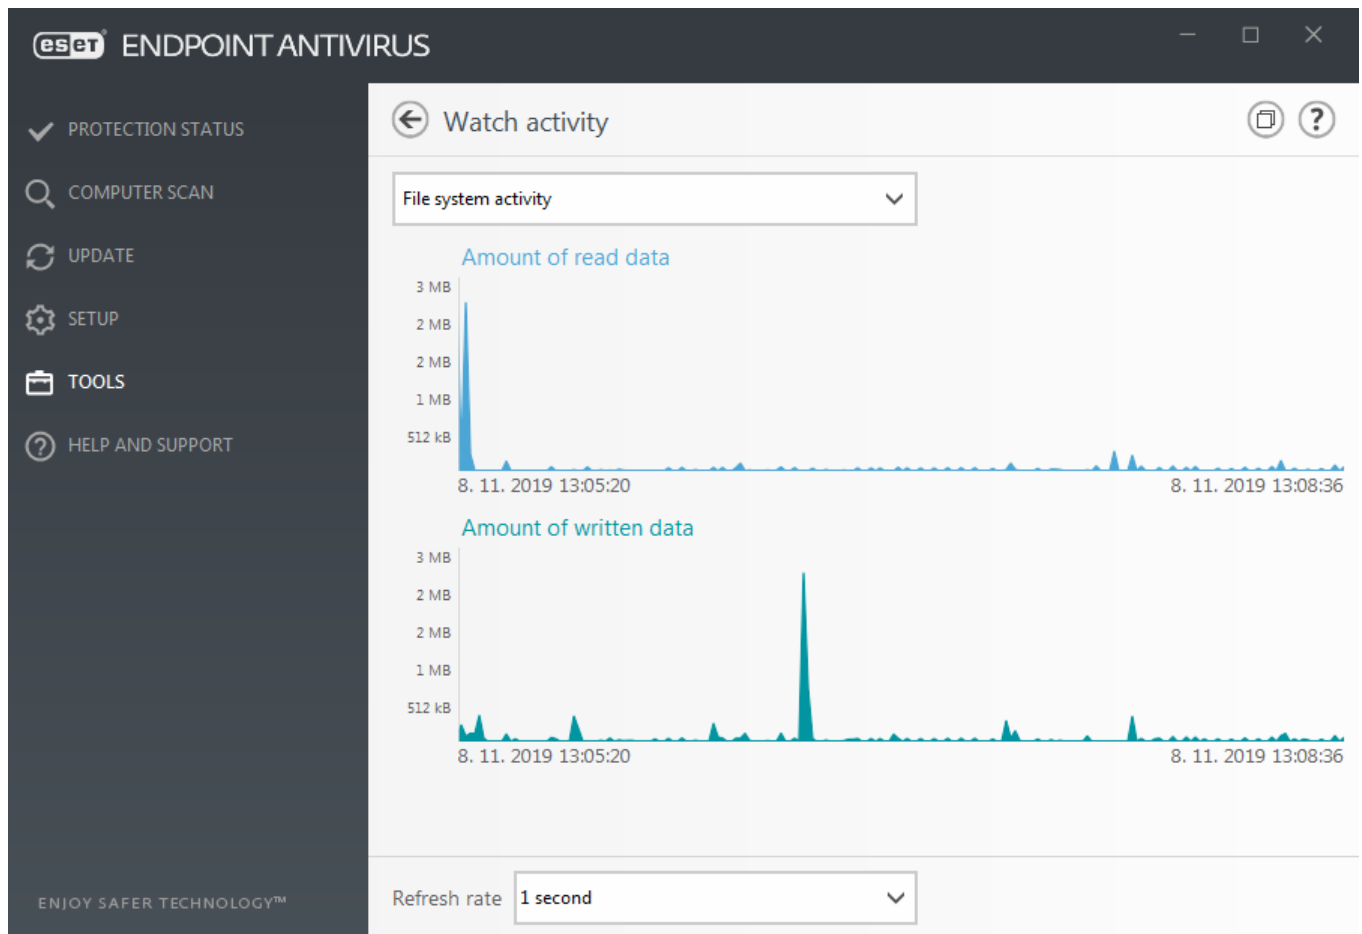 eset ENDPOINT ANTIVIRUS
PROTECTION STATUS
COMPUTER SCAN
UPDATE
SETUP
TOOLS
HELP AND SUPPORT
ENJOY SAFER TECHNOLOGY™
Watch activity
?
File system activity
Amount of read data
3 MB
2 MB
2 MB
1 MB
512 kB
8. 11. 2019 13:05:20 8. 11. 2019 13:08:36
Amount of written data
3 MB
2 MB
2 MB
1 MB
512 kB
8. 11. 2019 13:05:20 8. 11. 2019 13:08:36
Refresh rate 1 second